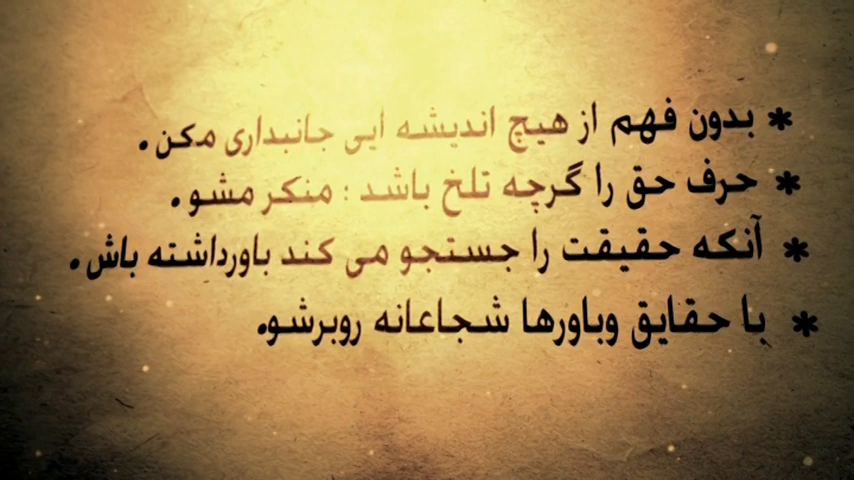 * بدون فهم از هیچ اندیشه ایی جانبداری مکن.
* حرف حق را گرچه تلخ باشد : منکر مشو.
* آنکه حقیقت را جستجو می کند باورداشته باش.
* با حقایق وباورها شجاعانه روبرشو.